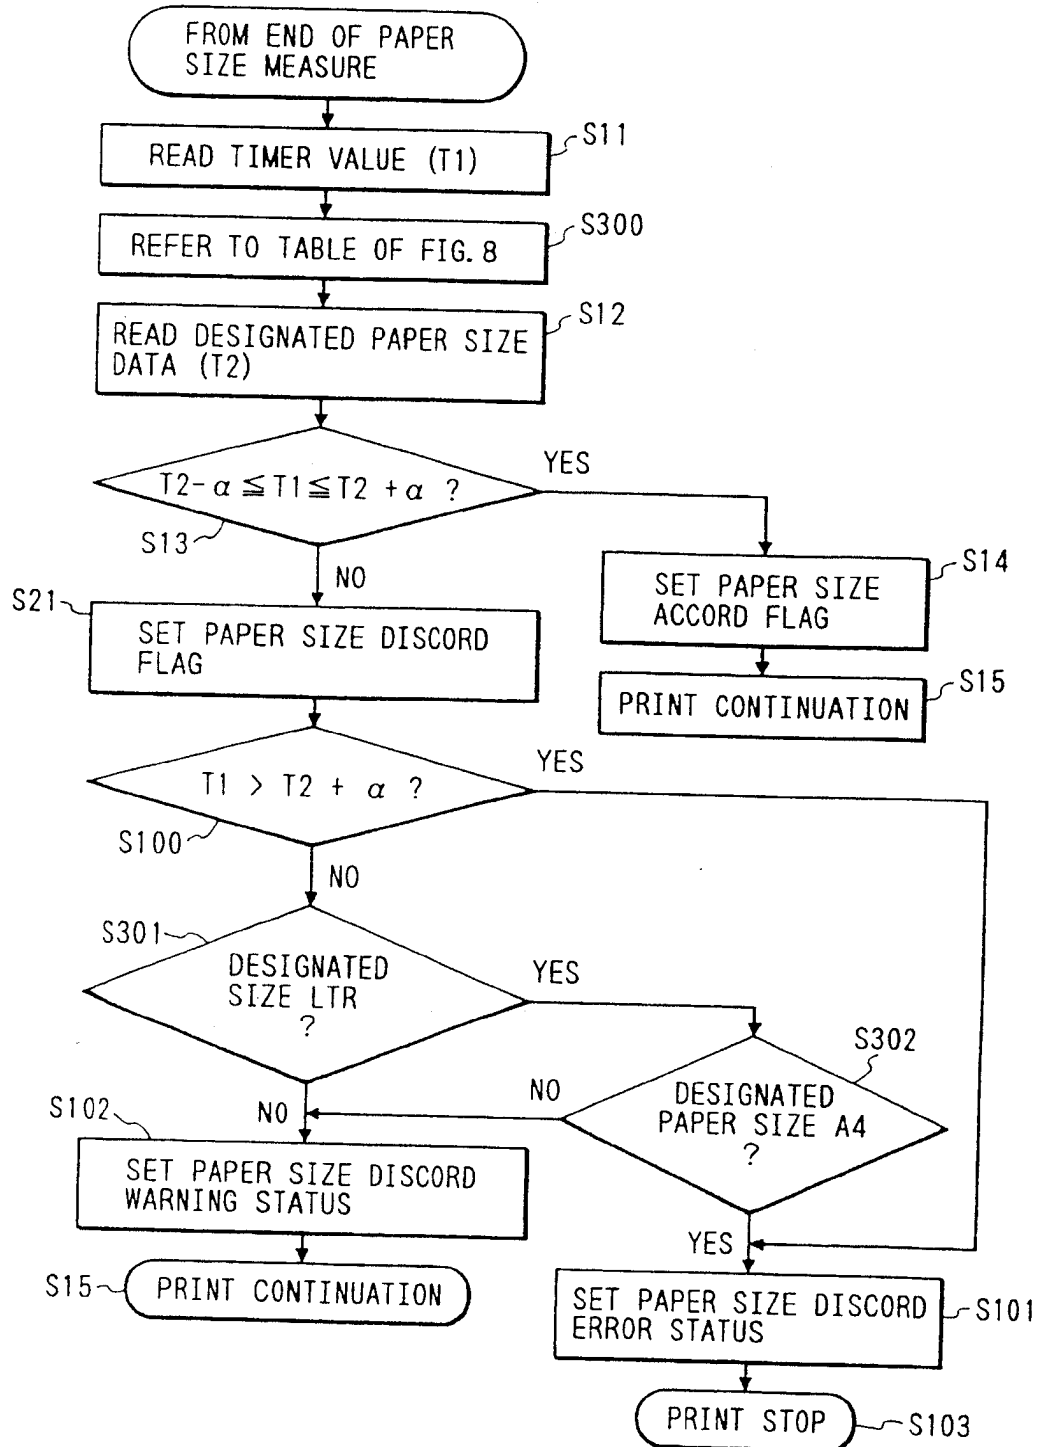 FROM END OF PAPER
SIZE MEASURE
READ TIMER VALUE (T1)
S11
REFER TO TABLE OF FIG. 8
S300
READ DESIGNATED PAPER SIZE
DATA (T2)
S12
T2-α ≦ T1 ≦ T2 + α ?
YES
S13
NO
S14
SET PAPER SIZE
ACCORD FLAG
S21
SET PAPER SIZE DISCORD
FLAG
S15
PRINT CONTINUATION
T1 > T2 + α ?
YES
S100
NO
S301
DESIGNATED
SIZE LTR
?
YES
S302
DESIGNATED
PAPER SIZE A4
?
NO
S102
NO
SET PAPER SIZE DISCORD
WARNING STATUS
YES
S15
PRINT CONTINUATION
SET PAPER SIZE DISCORD
ERROR STATUS
S101
PRINT STOP
S103